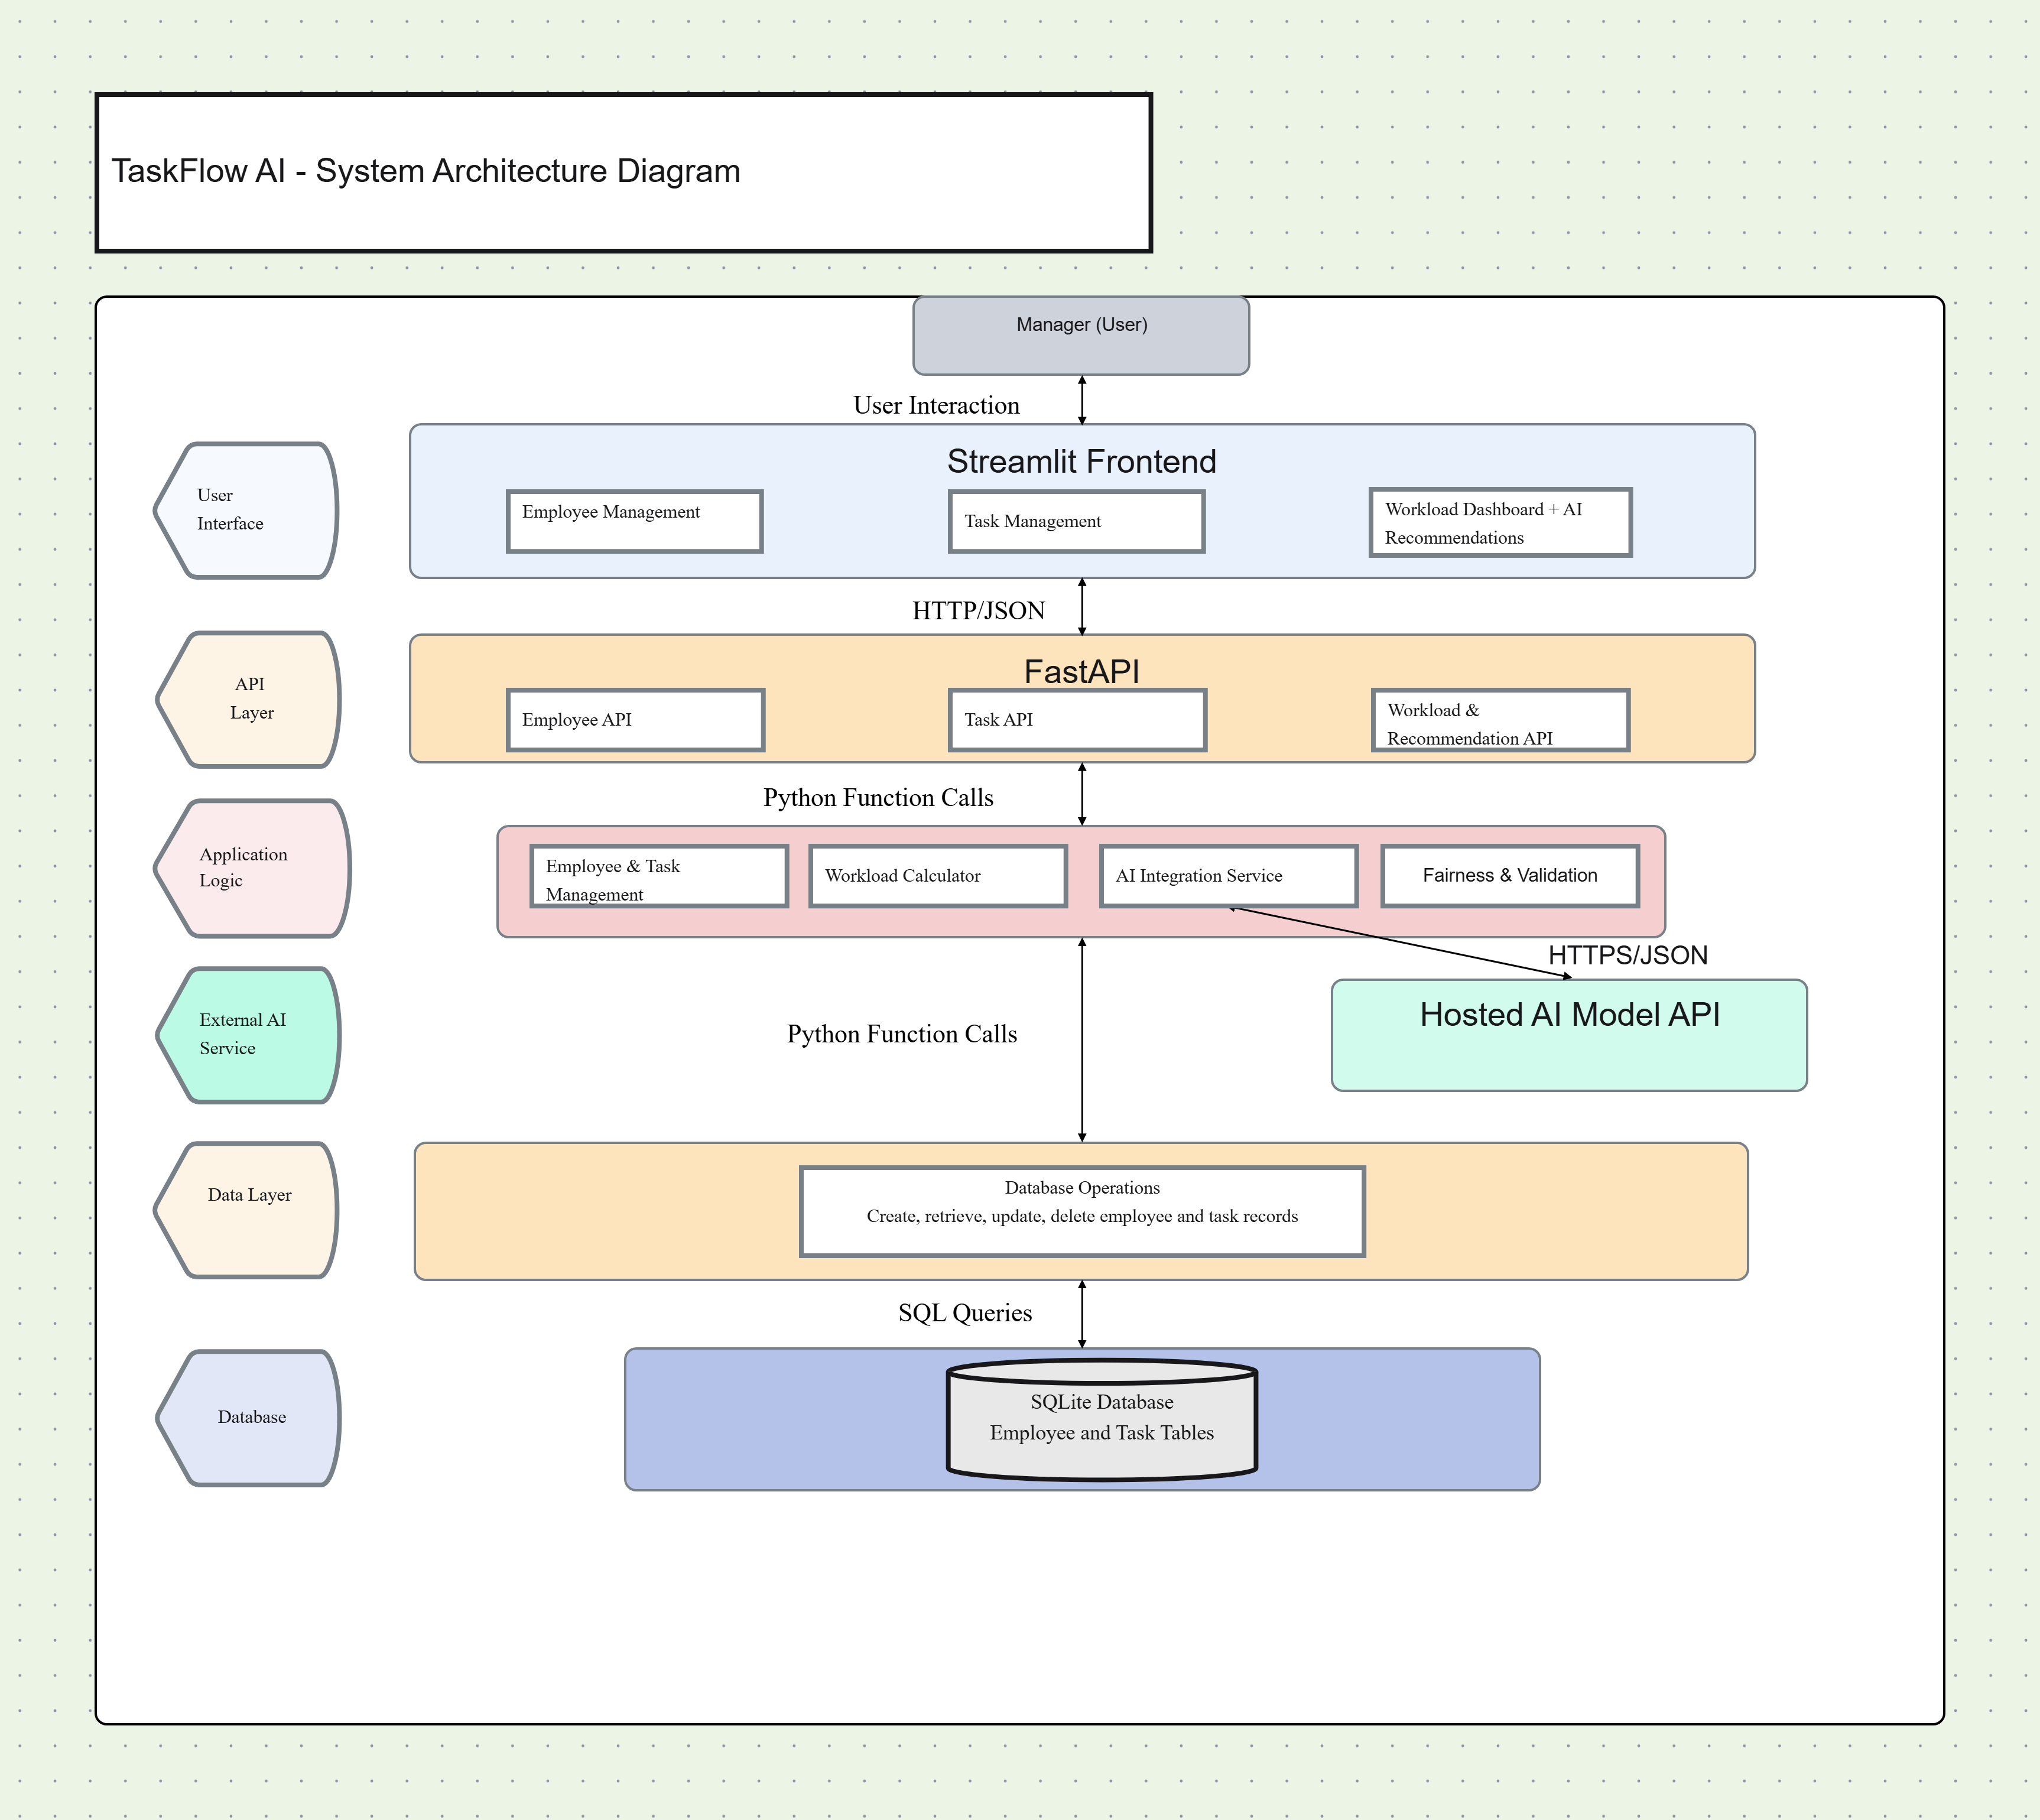 TaskFlow AI - System Architecture Diagram
Manager (User)
User Interaction
User
Interface
Streamlit Frontend
Employee Management
Task Management
Workload Dashboard + AI
Recommendations
HTTP/JSON
API
Layer
FastAPI
Employee API
Task API
Workload &
Recommendation API
Python Function Calls
Application
Logic
Employee & Task
Management
Workload Calculator
AI Integration Service
Fairness & Validation
HTTPS/JSON
External AI
Service
Python Function Calls
Hosted AI Model API
Data Layer
Database Operations
Create, retrieve, update, delete employee and task records
SQL Queries
Database
SQLite Database
Employee and Task Tables